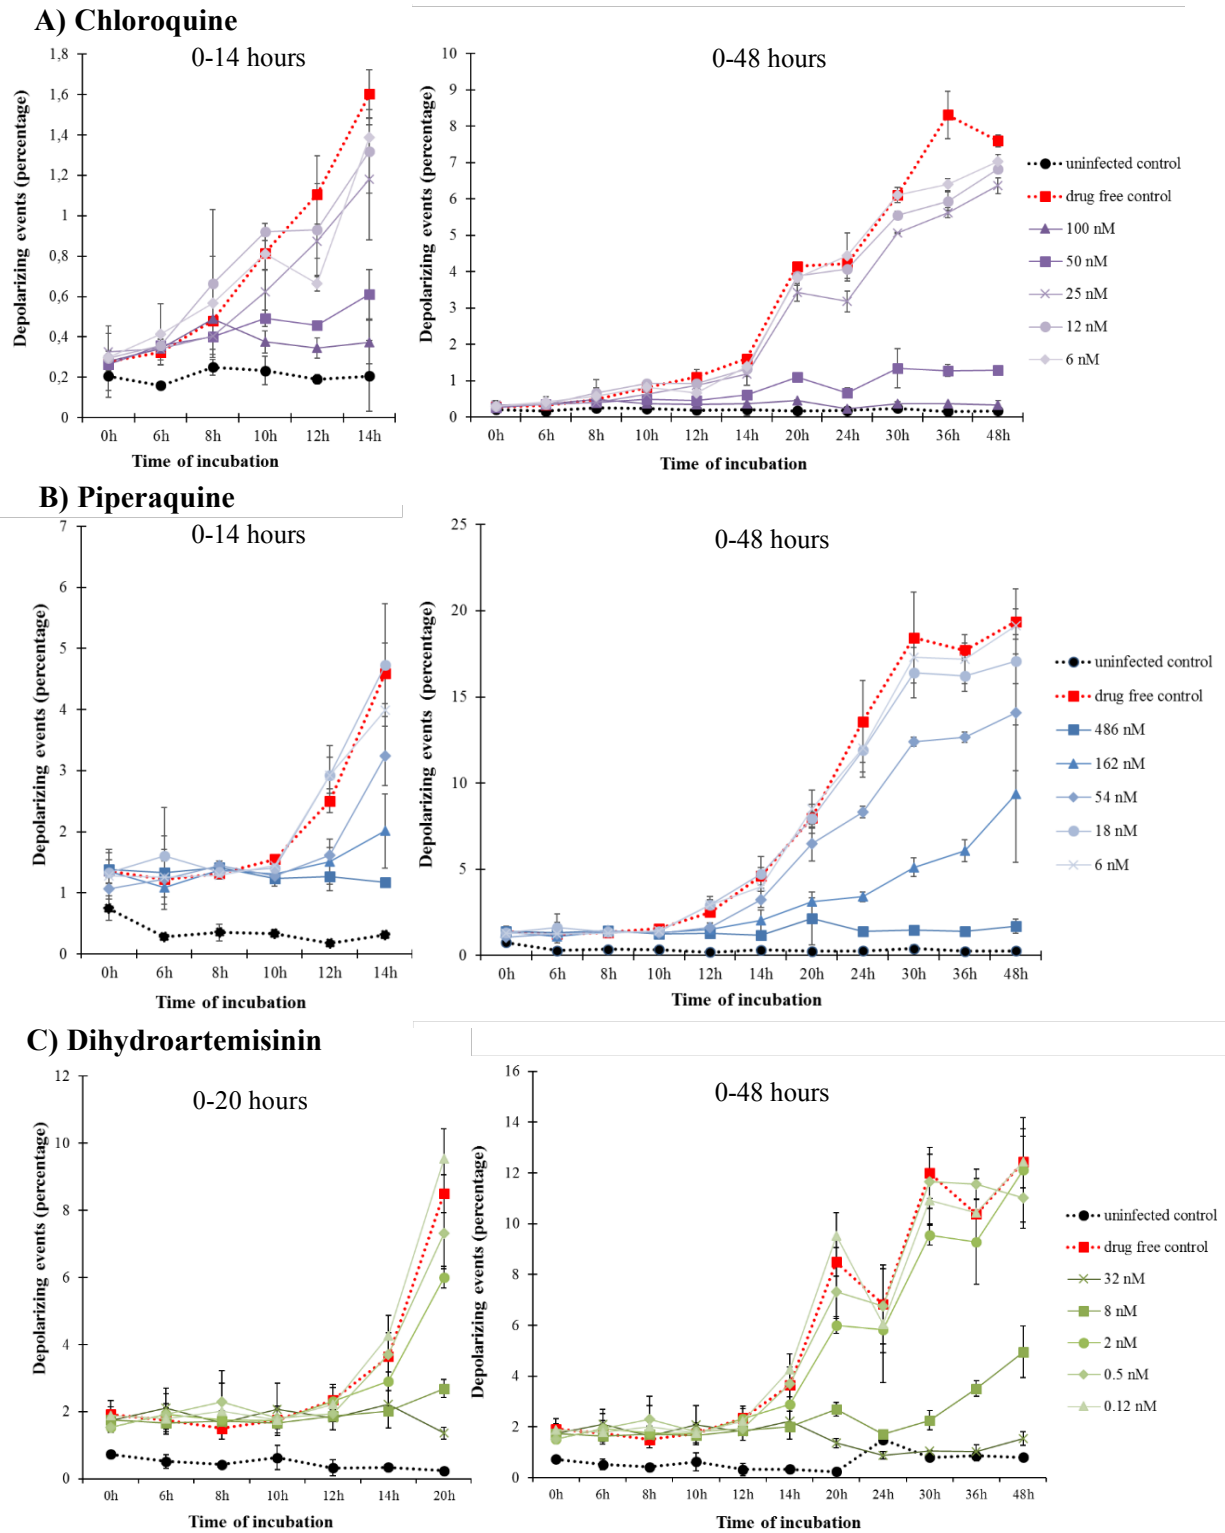 A) Chloroquine
0-14 hours
Depolarizing events (percentage)
1,8
1,6
1,4
1,2
1
0,8
0,6
0,4
0,2
0
0h 6h 8h 10h 12h 14h
Time of incubation
0-48 hours
Depolarizing events (percentage)
10
9
8
7
6
5
4
3
2
1
0
0h 6h 8h 10h 12h 14h 20h 24h 30h 36h 48h
Time of incubation
uninfected control
drug free control
100 nM
50 nM
25 nM
12 nM
6 nM
B) Piperaquine
0-14 hours
Depolarizing events (percentage)
7
6
5
4
3
2
1
0
0h 6h 8h 10h 12h 14h
Time of incubation
0-48 hours
Depolarizing events (percentage)
25
20
15
10
5
0
0h 6h 8h 10h 12h 14h 20h 24h 30h 36h 48h
Time of incubation
uninfected control
drug free control
486 nM
162 nM
54 nM
18 nM
6 nM
C) Dihydroartemisinin
0-20 hours
Depolarizing events (percentage)
12
10
8
6
4
2
0
0h 6h 8h 10h 12h 14h 20h
Time of incubation
0-48 hours
Depolarizing events (percentage)
16
14
12
10
8
6
4
2
0
0h 6h 8h 10h 12h 14h 20h 24h 30h 36h 48h
Time of incubation
uninfected control
drug free control
32 nM
8 nM
2 nM
0.5 nM
0.12 nM